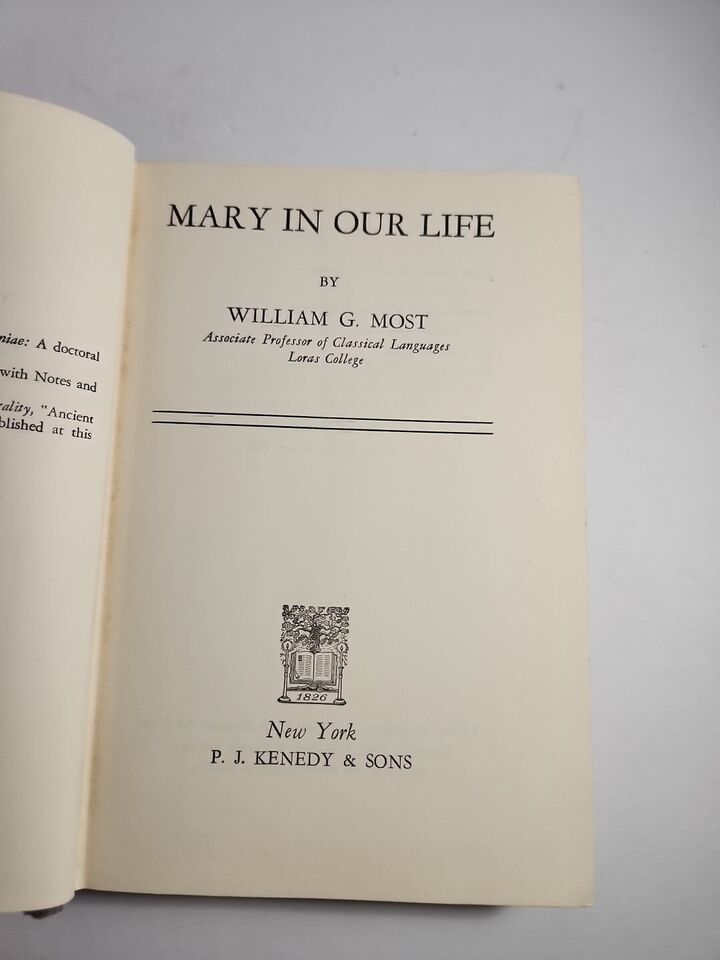 niae: A doctoral
with Notes and
rality, "Ancient
blished at this
MARY IN OUR LIFE
BY
WILLIAM G. MOST
Associate Professor of Classical Languages
Loras College
1826
New York
P. J. KENEDY & SONS